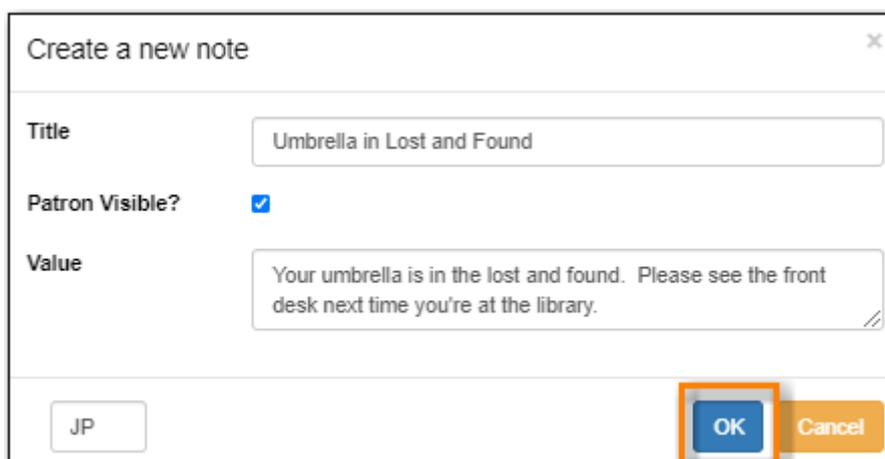 Create a new note ×
Title Umbrella in Lost and Found
Patron Visible?
Value Your umbrella is in the lost and found.  Please see the front
desk next time you're at the library.
JP OK Cancel